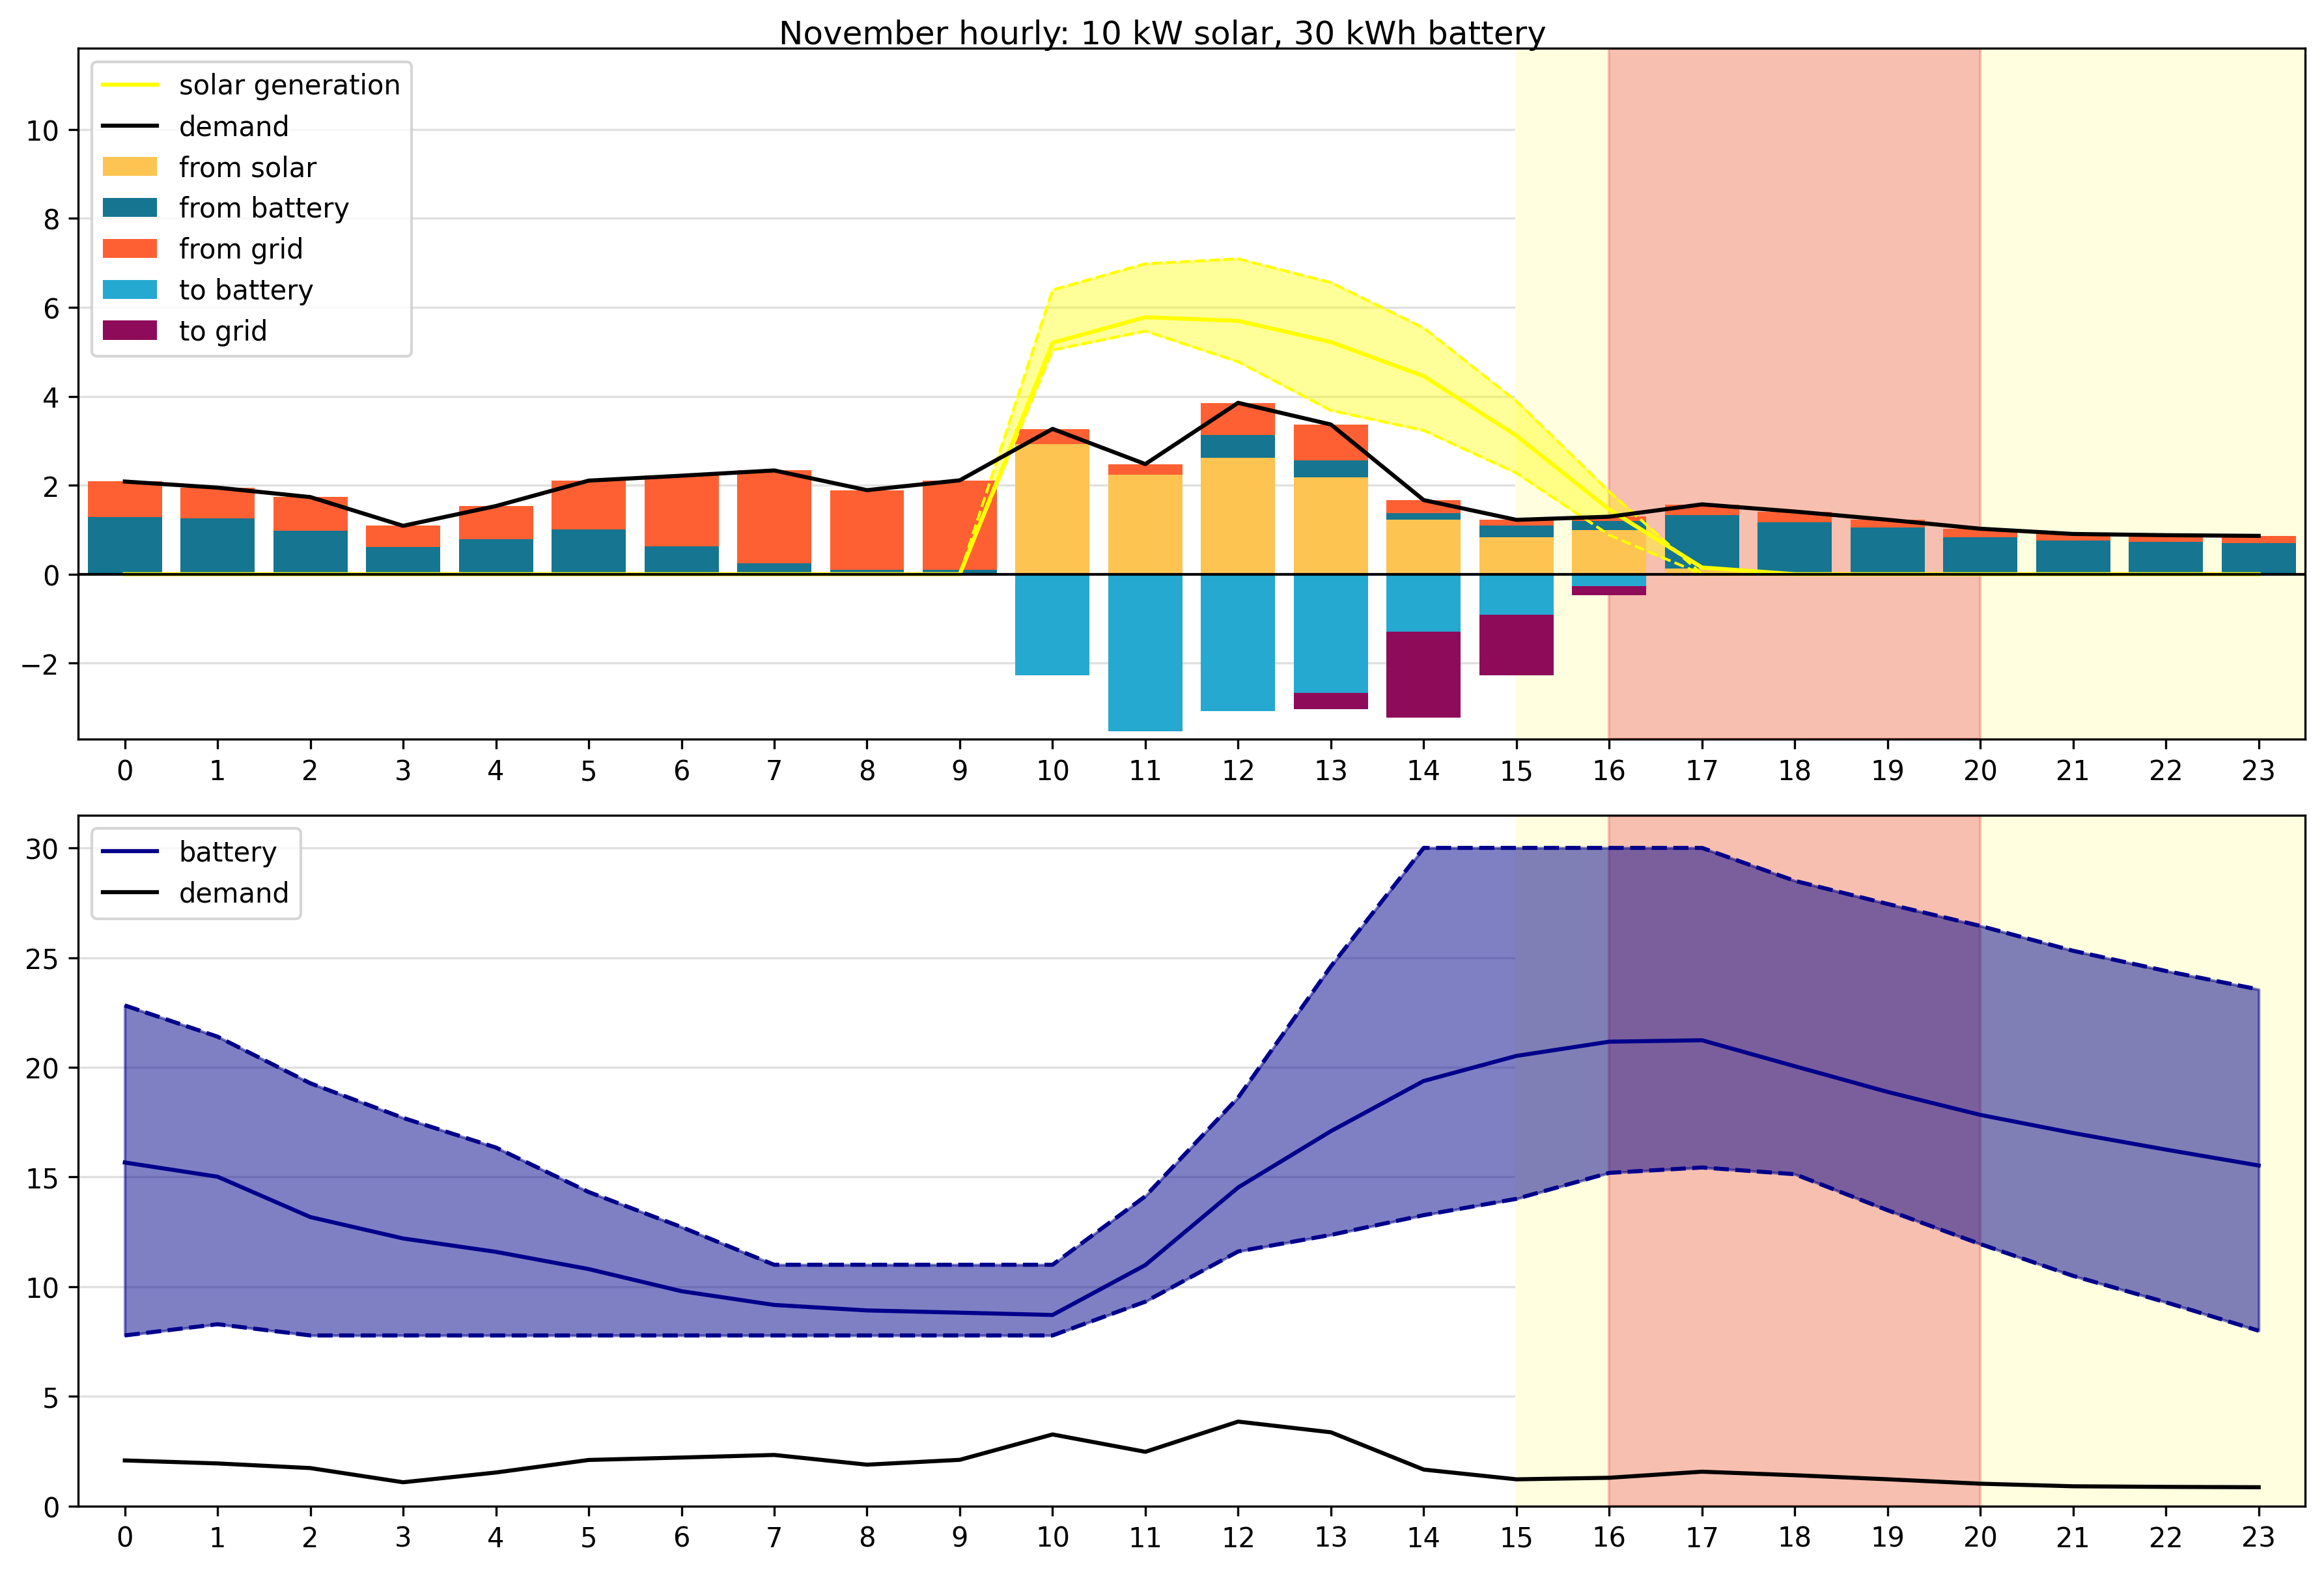 November hourly: 10 kW solar, 30 kWh battery
solar generation
demand
from solar
from battery
from grid
to battery
to grid
10
8
6
4
2
0
−2
0 1 2 3 4 5 6 7 8 9 10 11 12 13 14 15 16 17 18 19 20 21 22 23
battery
demand
30
25
20
15
10
5
0
0 1 2 3 4 5 6 7 8 9 10 11 12 13 14 15 16 17 18 19 20 21 22 23